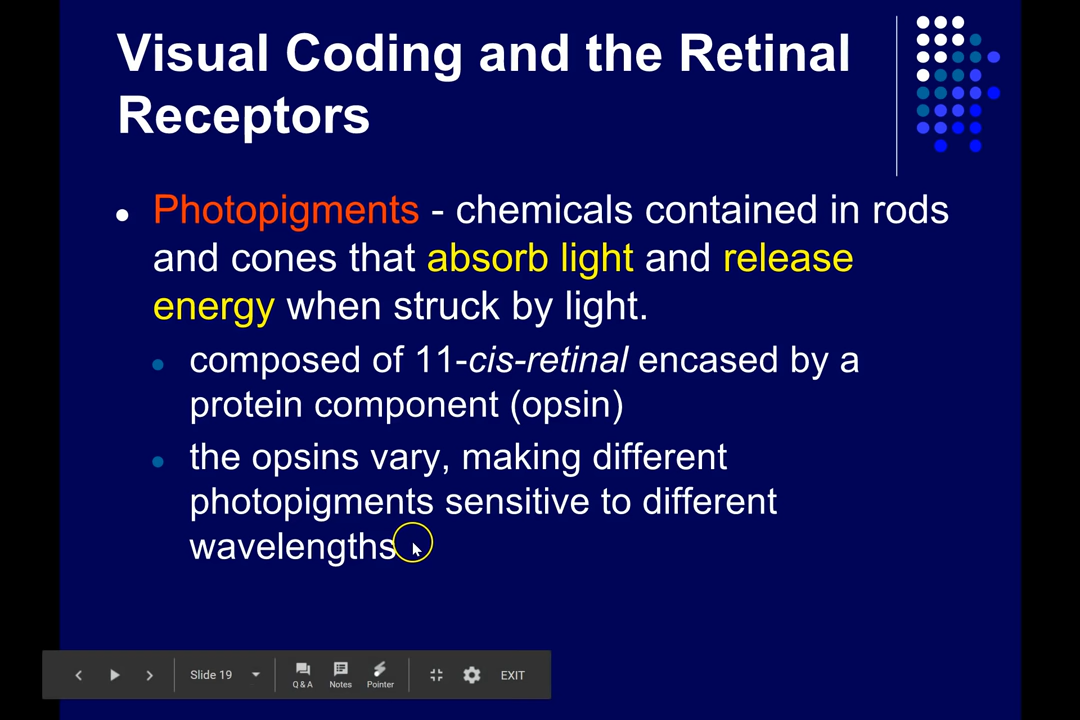 Visual Coding and the Retinal
Receptors
Photopigments - chemicals contained in rods
and cones that absorb light and release
energy when struck by light.
composed of 11-cis-retinal encased by a
protein component (opsin)
the opsins vary, making different
photopigments sensitive to different
wavelengths
Slide 19
Q & A
Notes
Pointer
EXIT